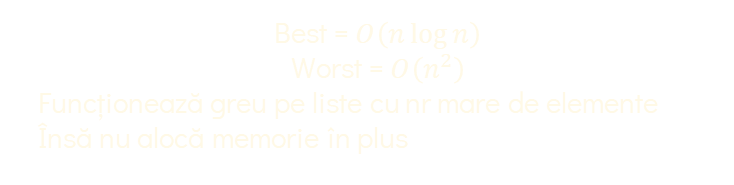 Best = O (n log n)
Worst = O (n²)
Funcționează greu pe liste cu nr mare de elemente
Însă nu alocă memorie în plus